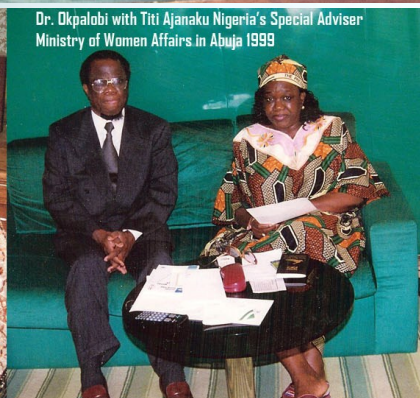 Dr. Okpalobi with Titi Ajanaku Nigeria's Special Adviser
Ministry of Women Affairs in Abuja 1999